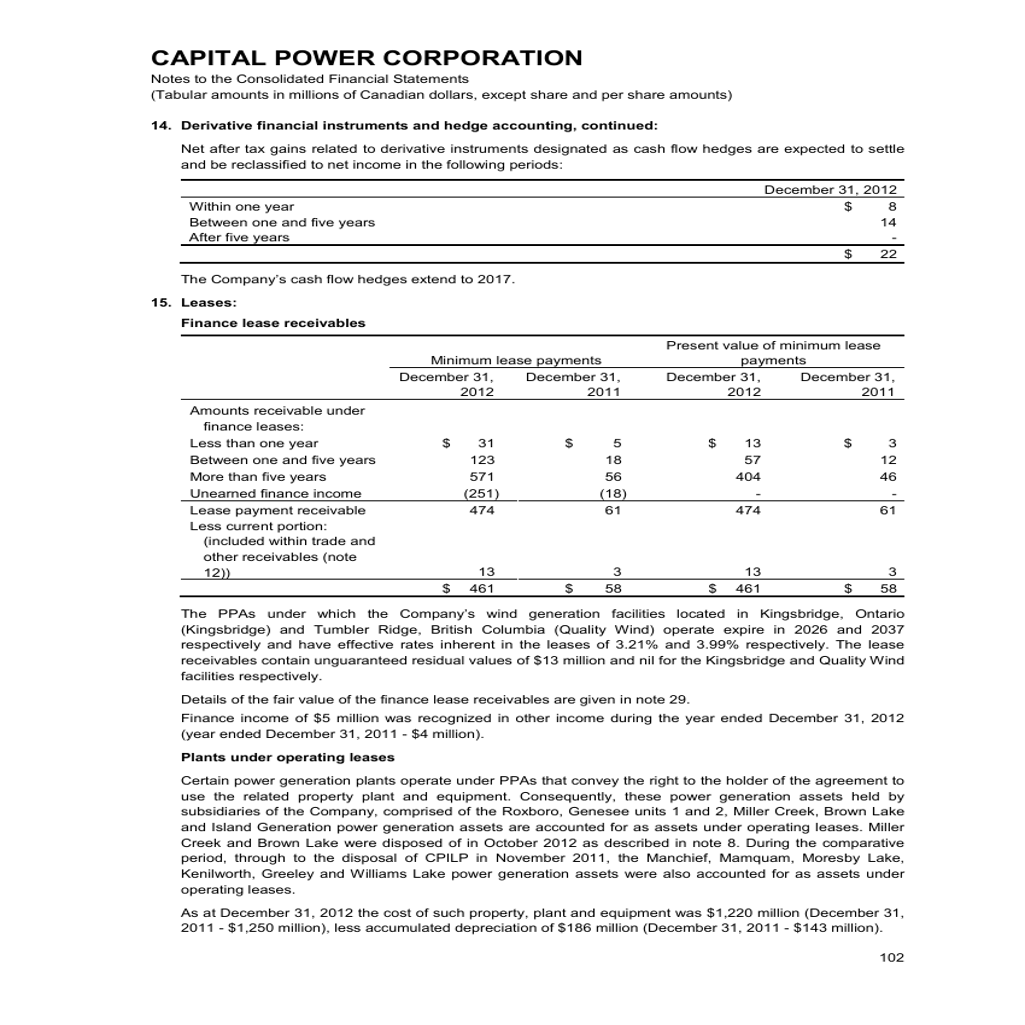 CAPITAL POWER CORPORATION
Notes to the Consolidated Financial Statements
(Tabular amounts in millions of Canadian dollars, except share and per share amounts)
14. Derivative financial instruments and hedge accounting, continued:
Net after tax gains related to derivative instruments designated as cash flow hedges are expected to settle
and be reclassified to net income in the following periods:
December 31, 2012
Within one year $ 8
Between one and five years 14
After five years -
$ 22
The Company's cash flow hedges extend to 2017.
15. Leases:
Finance lease receivables
Present value of minimum lease
Minimum lease payments payments
December 31, December 31, December 31, December 31,
2012 2011 2012 2011
Amounts receivable under
finance leases:
Less than one year $ 31 $ 5 $ 13 $ 3
Between one and five years 123 18 57 12
More than five years 571 56 404 46
Unearned finance income (251) (18) - -
Lease payment receivable 474 61 474 61
Less current portion:
(included within trade and
other receivables (note
12)) 13 3 13 3
$ 461 $ 58 $ 461 $ 58
The PPAs under which the Company's wind generation facilities located in Kingsbridge, Ontario
(Kingsbridge) and Tumbler Ridge, British Columbia (Quality Wind) operate expire in 2026 and 2037
respectively and have effective rates inherent in the leases of 3.21% and 3.99% respectively. The lease
receivables contain unguaranteed residual values of $13 million and nil for the Kingsbridge and Quality Wind
facilities respectively.
Details of the fair value of the finance lease receivables are given in note 29.
Finance income of $5 million was recognized in other income during the year ended December 31, 2012
(year ended December 31, 2011 - $4 million).
Plants under operating leases
Certain power generation plants operate under PPAs that convey the right to the holder of the agreement to
use the related property plant and equipment. Consequently, these power generation assets held by
subsidiaries of the Company, comprised of the Roxboro, Genesee units 1 and 2, Miller Creek, Brown Lake
and Island Generation power generation assets are accounted for as assets under operating leases. Miller
Creek and Brown Lake were disposed of in October 2012 as described in note 8. During the comparative
period, through to the disposal of CPILP in November 2011, the Manchief, Mamquam, Moresby Lake,
Kenilworth, Greeley and Williams Lake power generation assets were also accounted for as assets under
operating leases.
As at December 31, 2012 the cost of such property, plant and equipment was $1,220 million (December 31,
2011 - $1,250 million), less accumulated depreciation of $186 million (December 31, 2011 - $143 million).
102